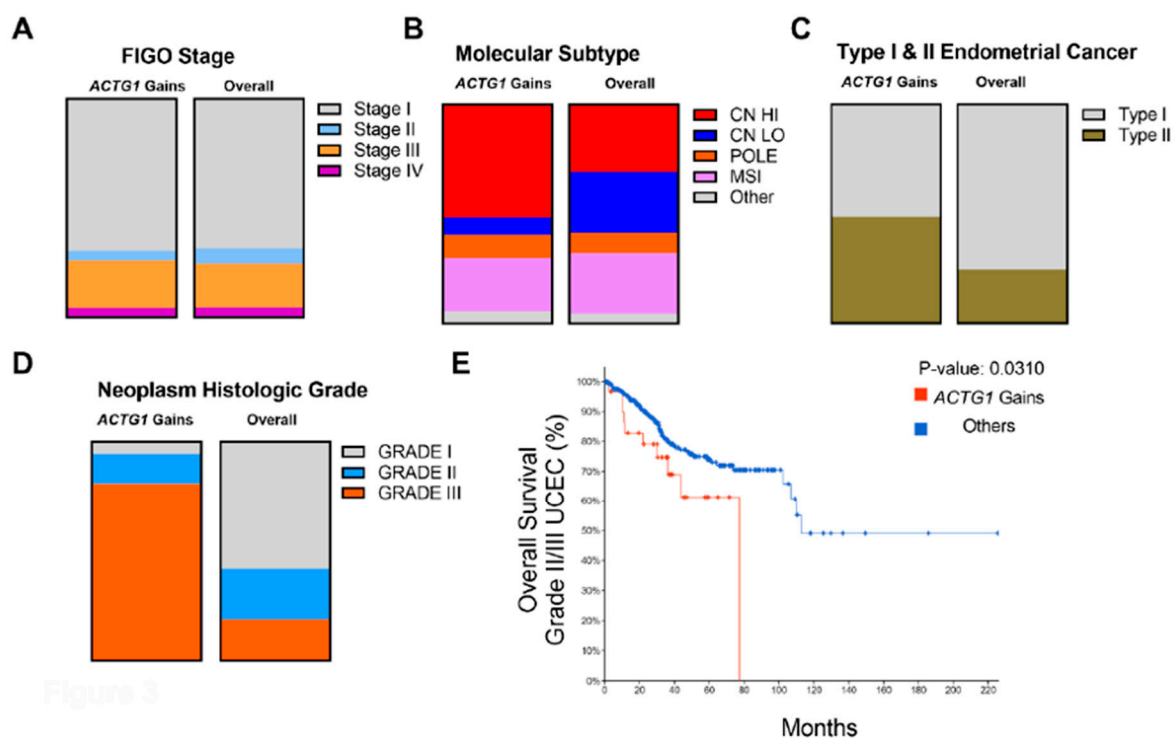 A
FIGO Stage
ACTG1 Gains
Overall
Stage I
Stage II
Stage III
Stage IV
B
Molecular Subtype
ACTG1 Gains
Overall
CN HI
CN LO
POLE
MSI
Other
C
Type I & II Endometrial Cancer
ACTG1 Gains
Overall
Type I
Type II
D
Neoplasm Histologic Grade
ACTG1 Gains
Overall
GRADE I
GRADE II
GRADE III
Figure 3
E
P-value: 0.0310
ACTG1 Gains
Others
Overall Survival
Grade II/III UCEC (%)
100%
90%
80%
70%
60%
50%
40%
30%
20%
10%
0%
0 20 40 60 80 100 120 140 160 180 200 220
Months